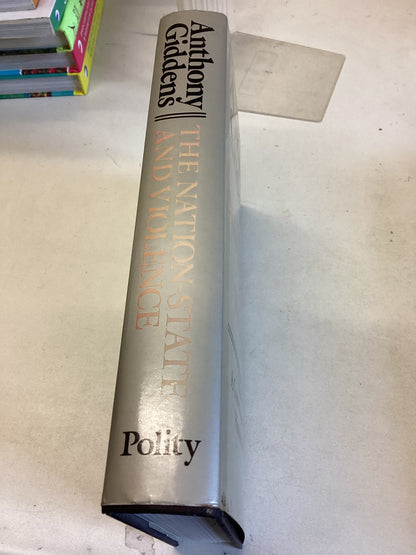 Anthony
Giddens
THE NATION-STATE
AND VIOLENCE
Polity